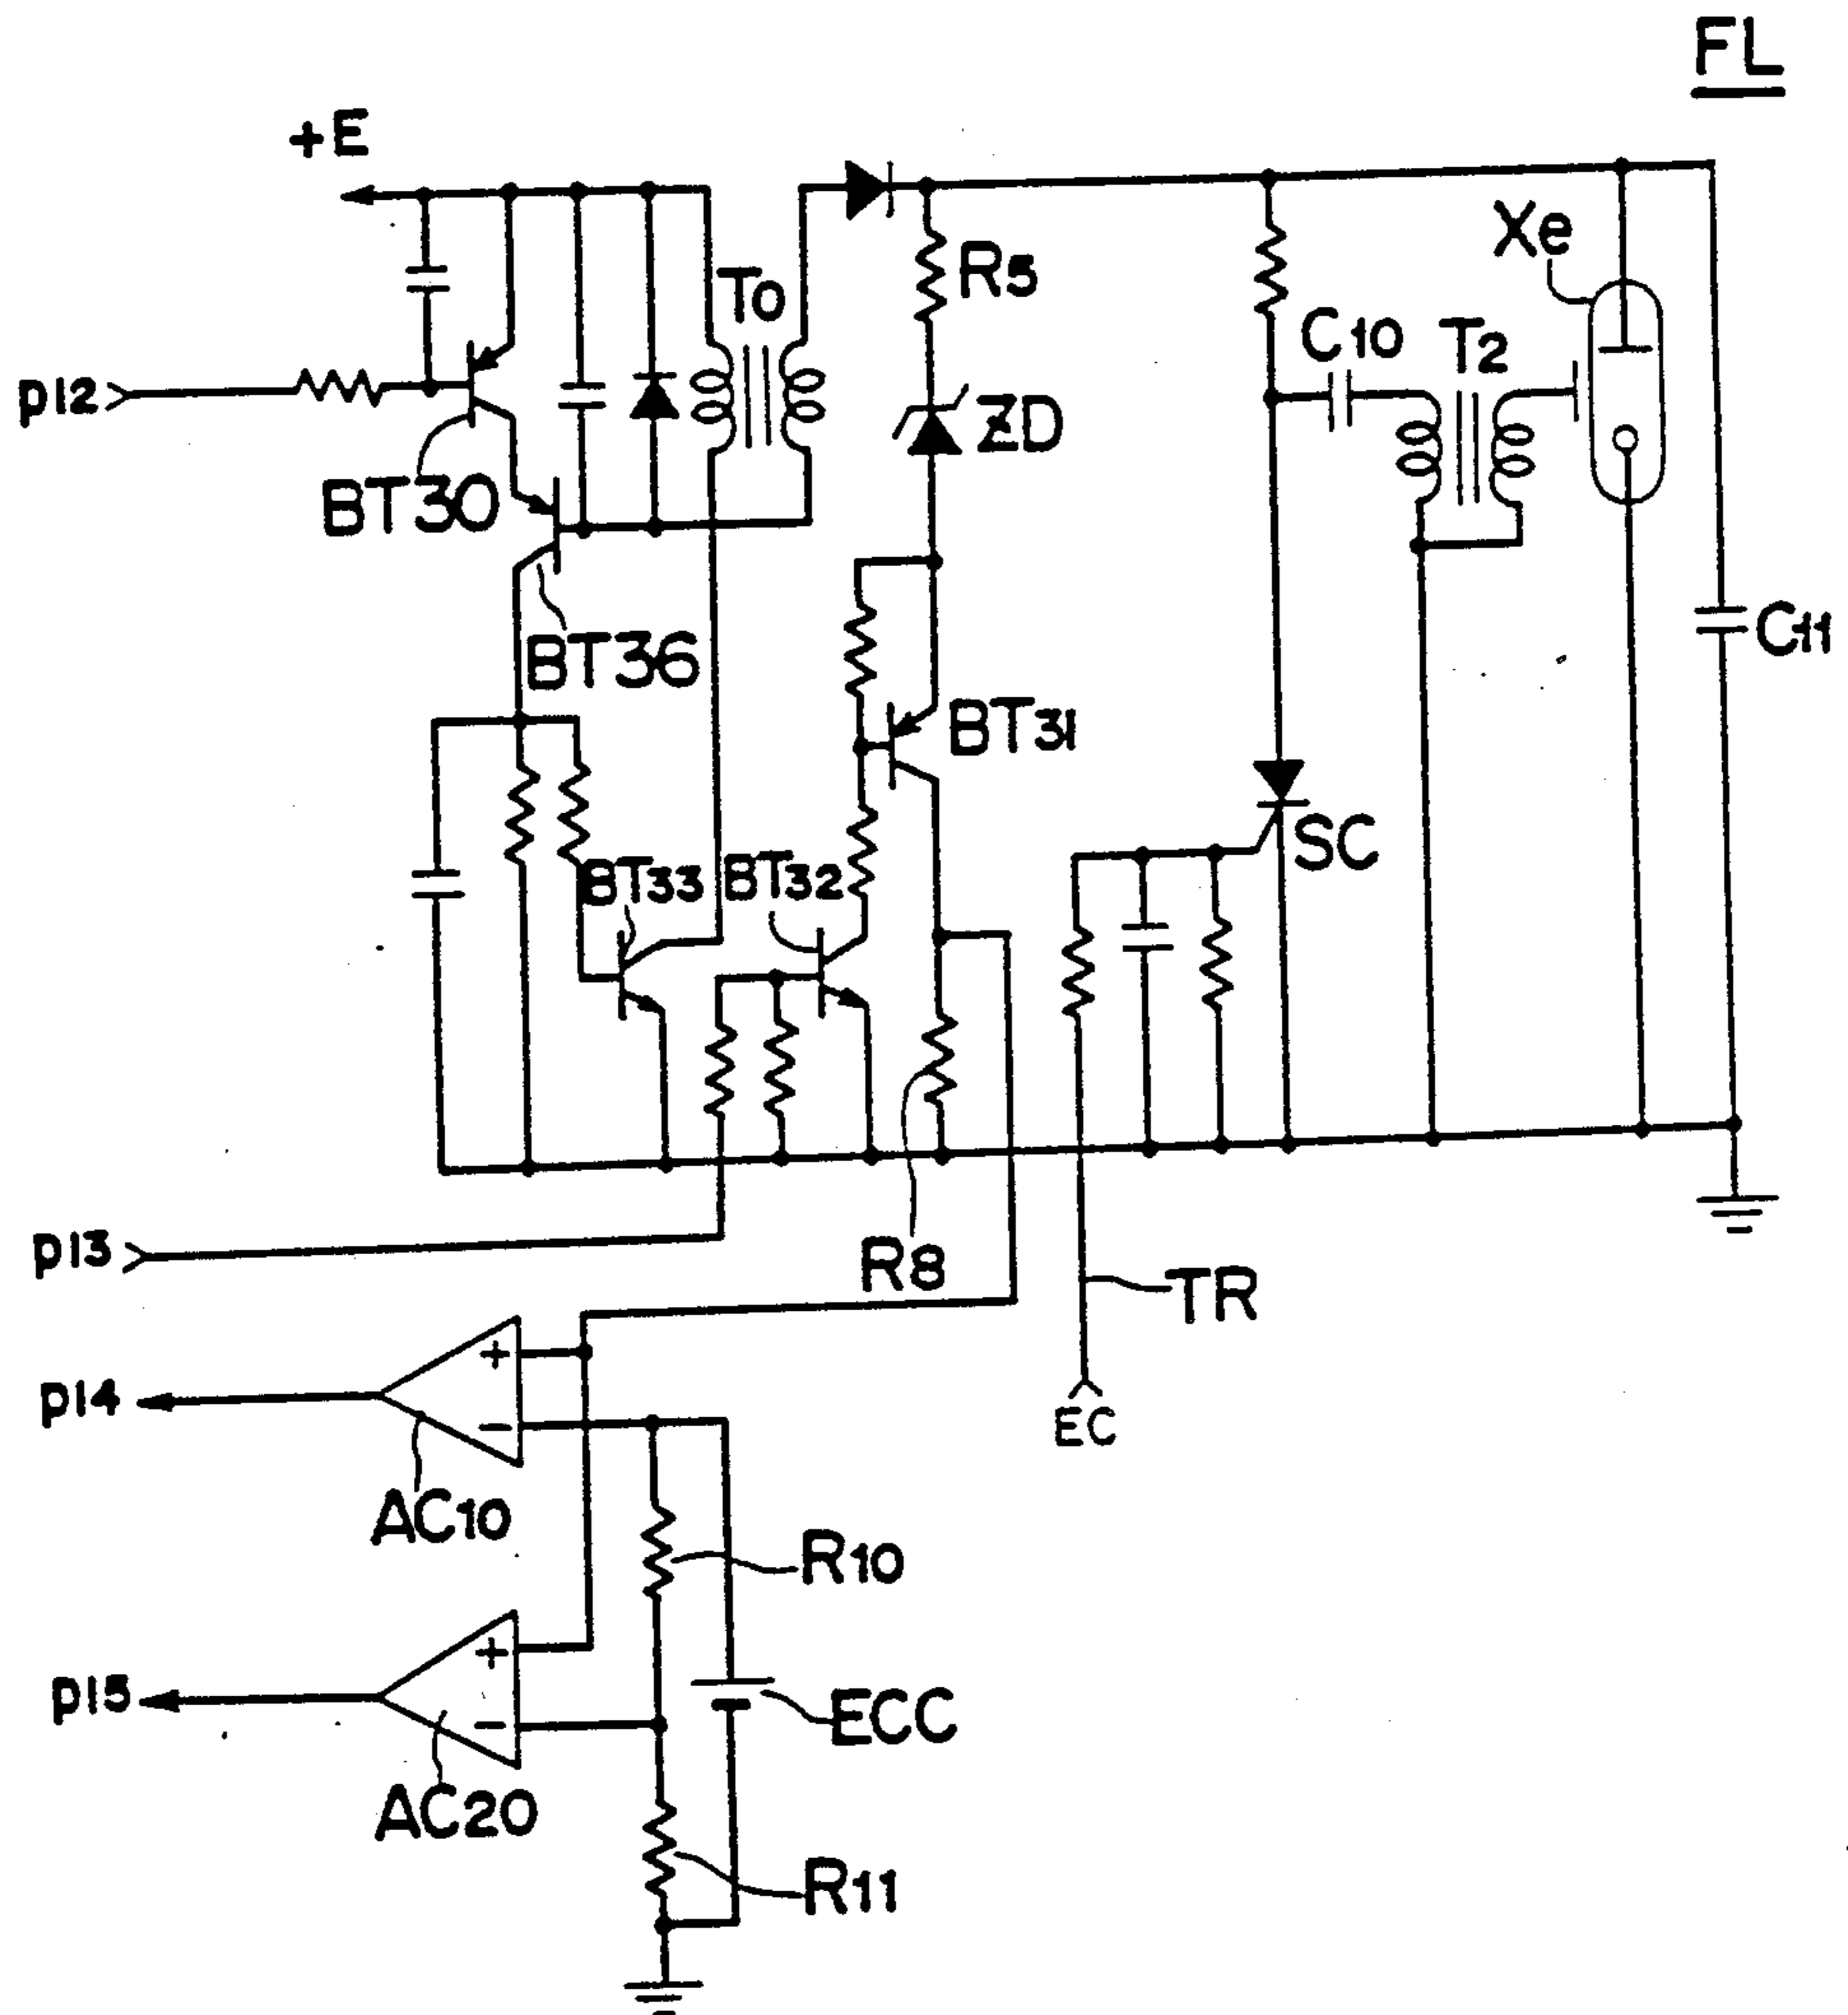 FL
+E
Xe
R5
T0
C10
T2
p12
ZD
BT30
C11
BT36
BT31
SC
BT33
BT32
p13
R8
TR
+
p14
EC
-
AC10
R10
+
p15
ECC
-
AC20
R11